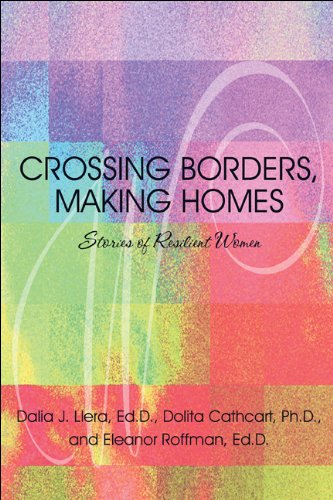 CROSSING BORDERS,
MAKING HOMES
Stories of Resilient Women
Dalia J. Llera, Ed.D., Dolita Cathcart, Ph.D.,
and Eleanor Roffman, Ed.D.